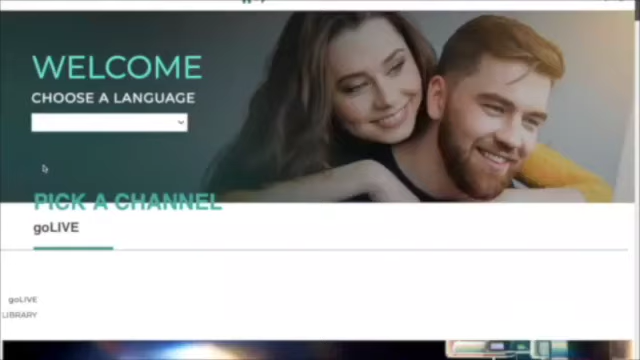 WELCOME
CHOOSE A LANGUAGE
PICK A CHANNEL
goLIVE
goLIVE
LIBRARY